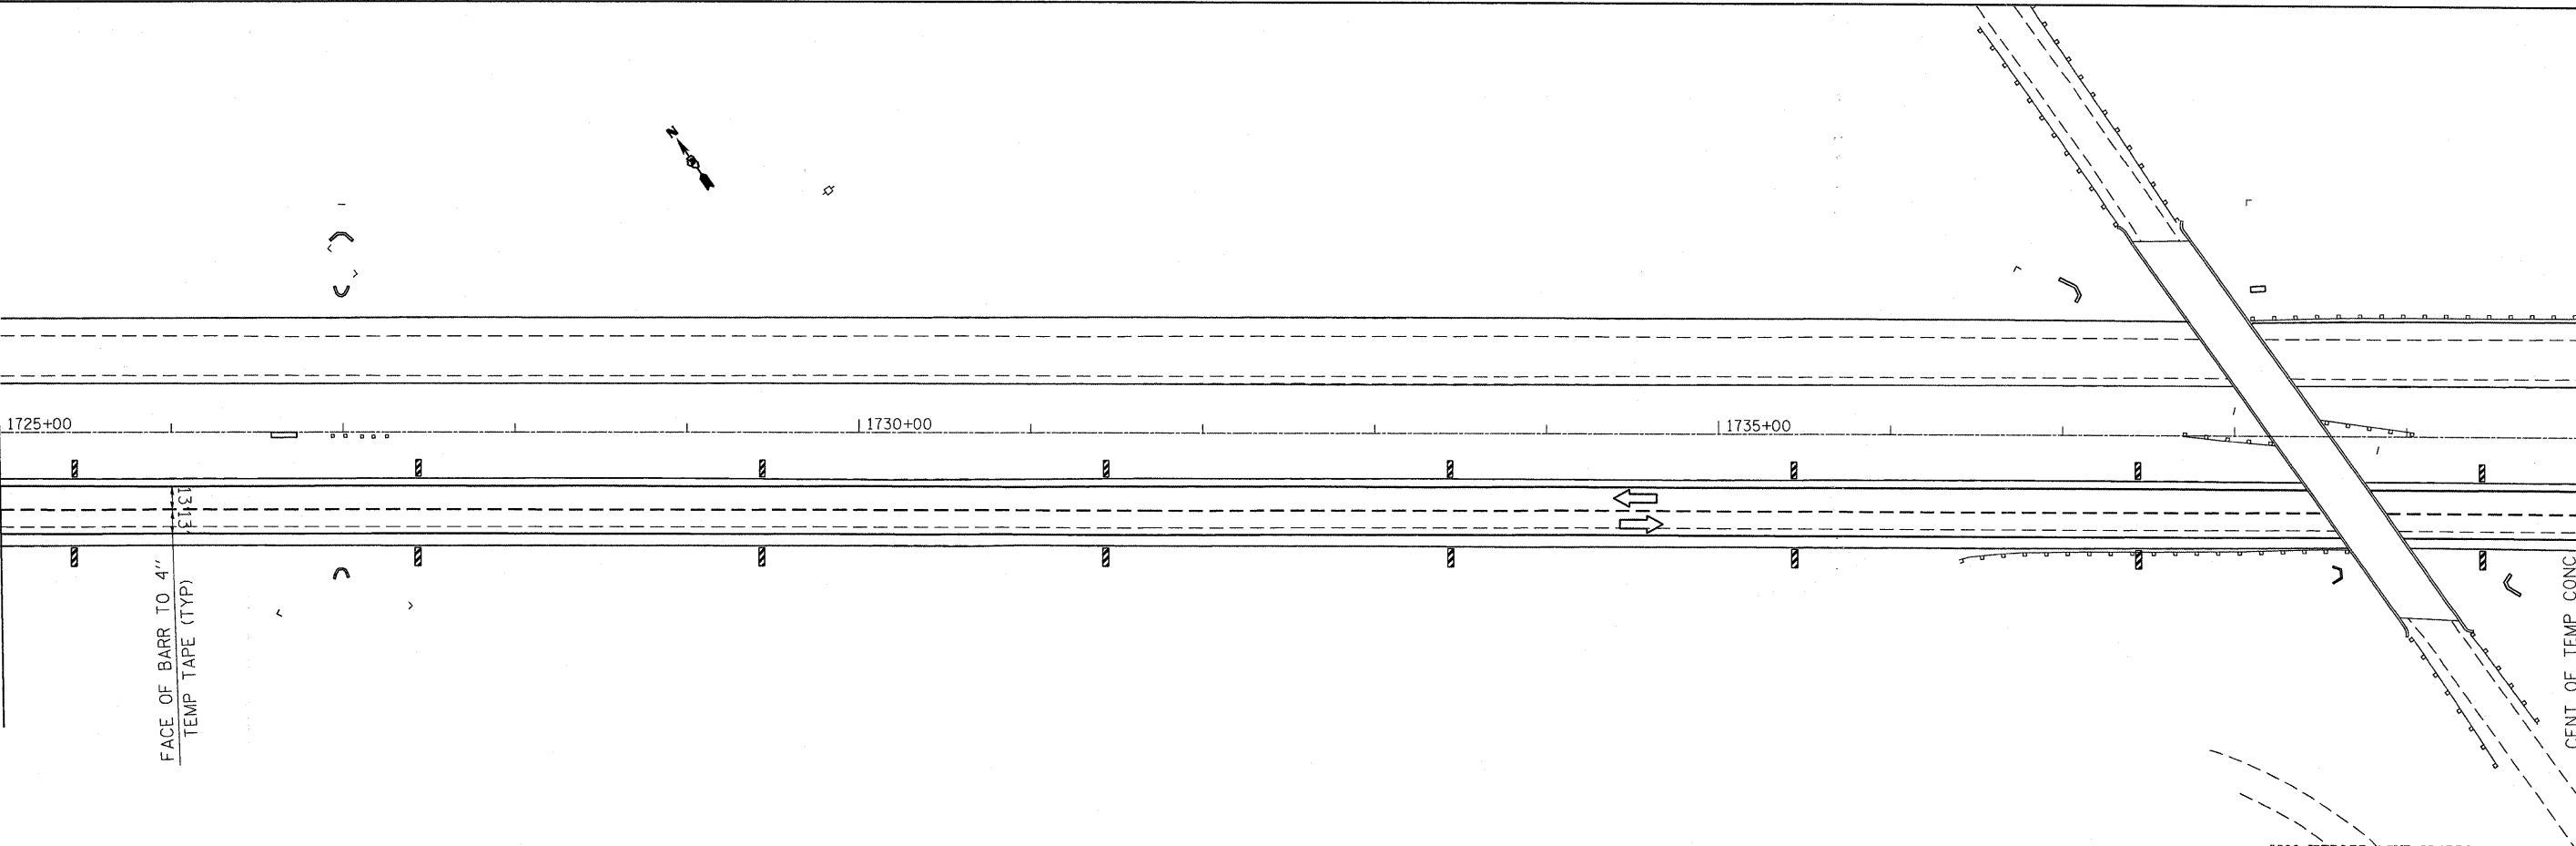 N
1725+00
1730+00
1735+00
13' 13'
FACE OF BARR TO 4"
TEMP TAPE (TYP)
CENT OF TEMP CONC